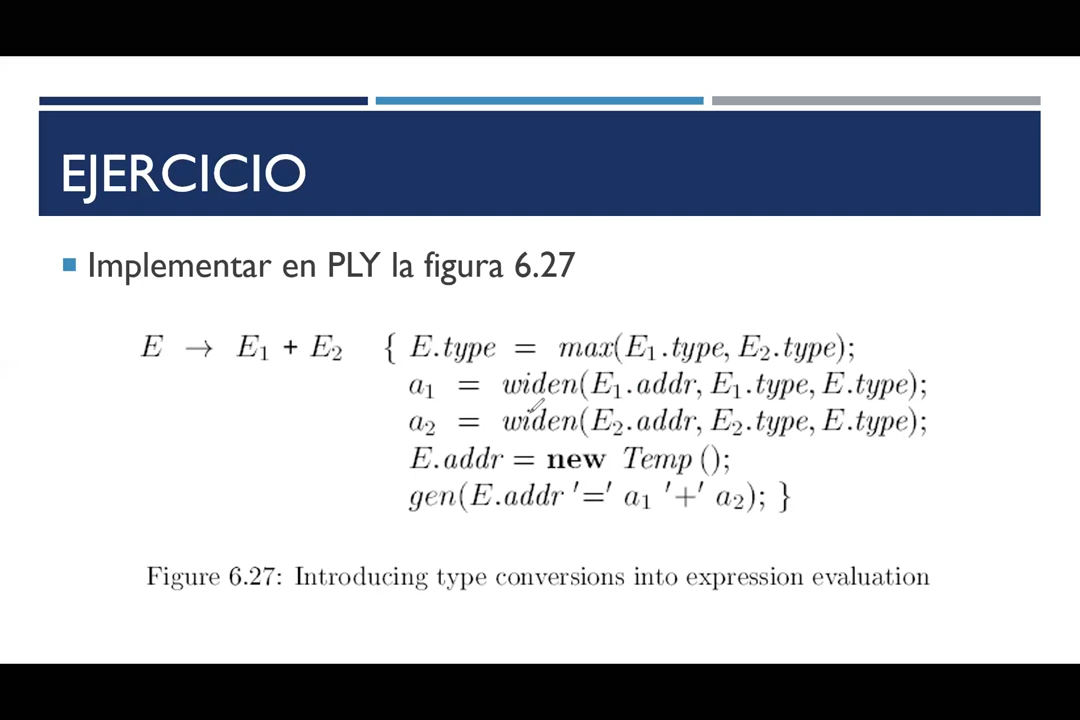 EJERCICIO
Implementar en PLY la figura 6.27
E → E₁ + E₂ { E.type = max(E₁.type, E₂.type);
a₁ = widen(E₁.addr, E₁.type, E.type);
a₂ = widen(E₂.addr, E₂.type, E.type);
E.addr = new Temp ();
gen(E.addr '=' a₁ '+' a₂); }
Figure 6.27: Introducing type conversions into expression evaluation